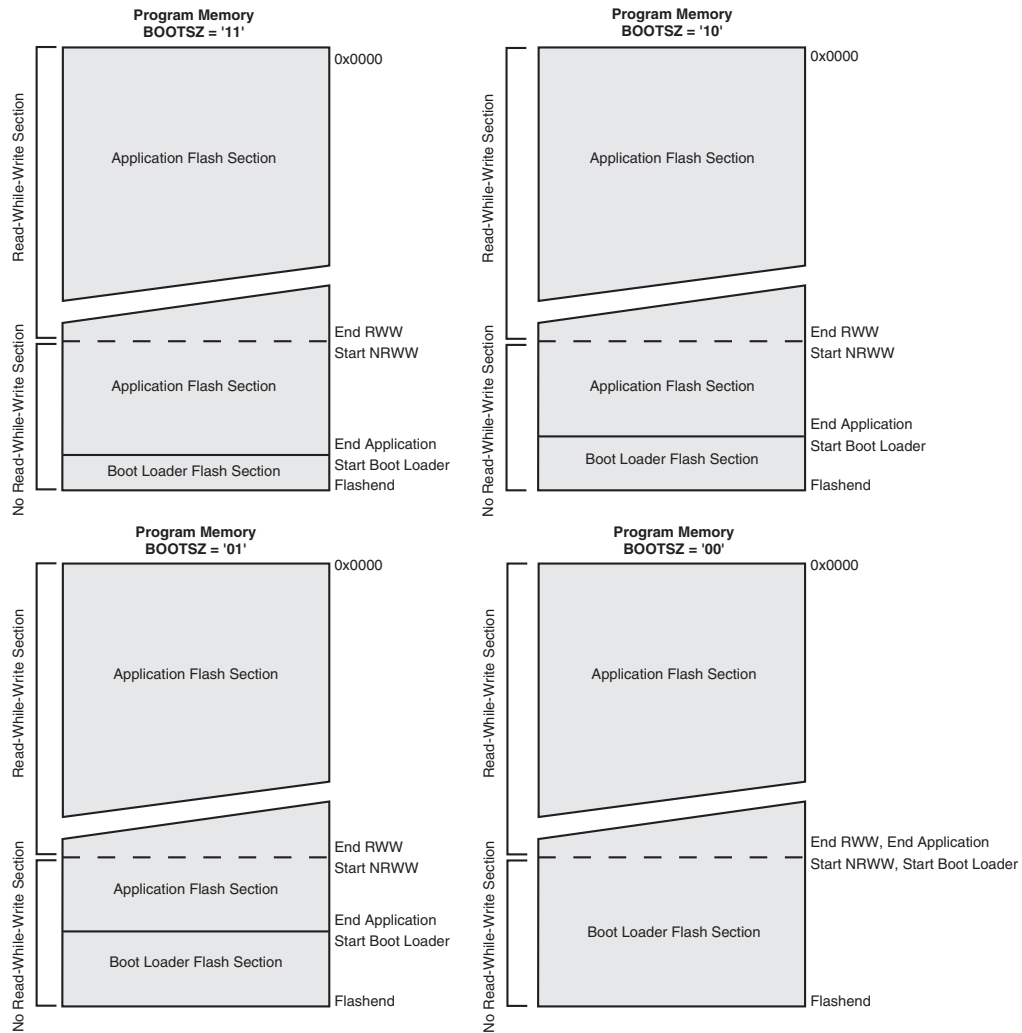 Program Memory
BOOTSZ = '11'
0x0000
Read-While-Write Section
Application Flash Section
End RWW
Start NRWW
No Read-While-Write Section
Application Flash Section
End Application
Start Boot Loader
Boot Loader Flash Section
Flashend
Program Memory
BOOTSZ = '10'
0x0000
Read-While-Write Section
Application Flash Section
End RWW
Start NRWW
No Read-While-Write Section
Application Flash Section
End Application
Start Boot Loader
Boot Loader Flash Section
Flashend
Program Memory
BOOTSZ = '01'
0x0000
Read-While-Write Section
Application Flash Section
End RWW
Start NRWW
No Read-While-Write Section
Application Flash Section
End Application
Start Boot Loader
Boot Loader Flash Section
Flashend
Program Memory
BOOTSZ = '00'
0x0000
Read-While-Write Section
Application Flash Section
End RWW, End Application
Start NRWW, Start Boot Loader
No Read-While-Write Section
Boot Loader Flash Section
Flashend